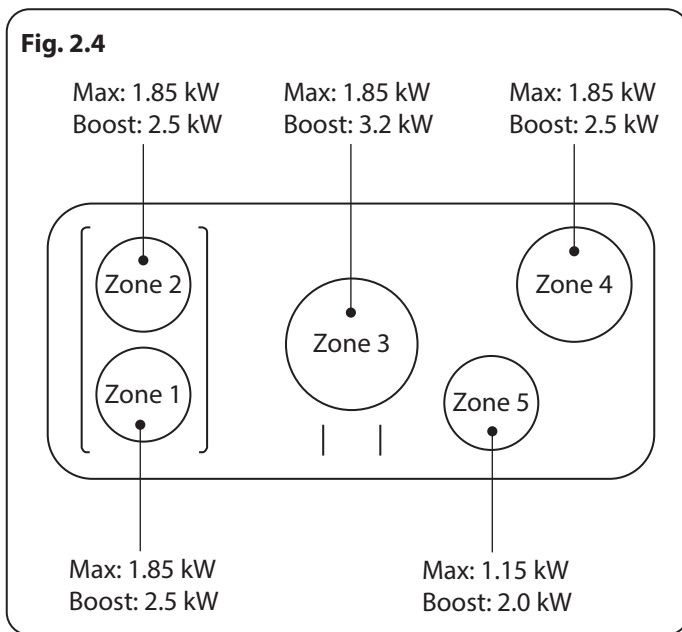 Fig. 2.4
Max: 1.85 kW
Boost: 2.5 kW
Max: 1.85 kW
Boost: 3.2 kW
Max: 1.85 kW
Boost: 2.5 kW
Zone 2
Zone 4
Zone 3
Zone 1
Zone 5
Max: 1.85 kW
Boost: 2.5 kW
Max: 1.15 kW
Boost: 2.0 kW